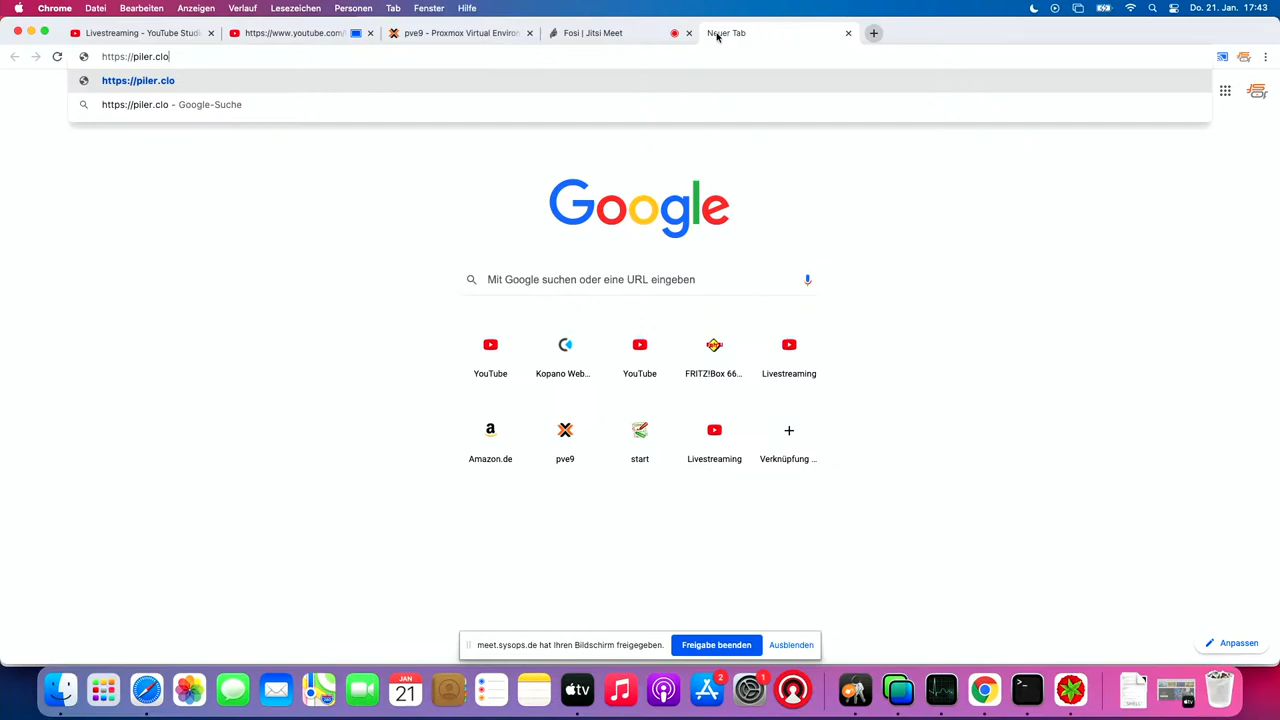 Chrome Datei Bearbeiten Anzeigen Verlauf Lesezeichen Personen Tab Fenster Hilfe Do. 21. Jan. 17:43
Livestreaming - YouTube Studi https://www.youtube.com/ pve9 - Proxmox Virtual Environ Fosi | Jitsi Meet Neuer Tab
https://piler.clo
https://piler.clo
https://piler.clo - Google-Suche
Google
Mit Google suchen oder eine URL eingeben
YouTube Kopano Web... YouTube FRITZ!Box 66... Livestreaming
Amazon.de pve9 start Livestreaming Verknüpfung ...
meet.sysops.de hat Ihren Bildschirm freigegeben. Freigabe beenden Ausblenden
Anpassen
JAN
21
tv
2
1
SHELL